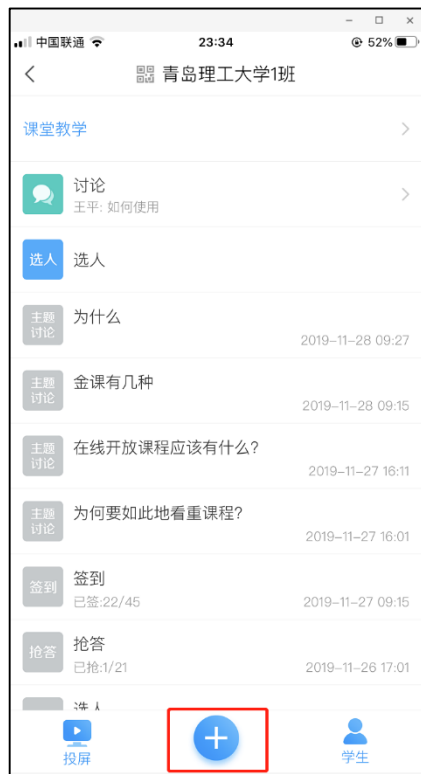 中国联通 23:34 52%
青岛理工大学1班
课堂教学
讨论
王平: 如何使用
选人 选人
主题讨论 为什么
2019-11-28 09:27
主题讨论 金课有几种
2019-11-28 09:15
主题讨论 在线开放课程应该有什么?
2019-11-27 16:11
主题讨论 为何要如此地看重课程?
2019-11-27 16:01
签到 签到
已签:22/45 2019-11-27 09:15
抢答 抢答
已抢:1/21 2019-11-26 17:01
选人
投屏 学生